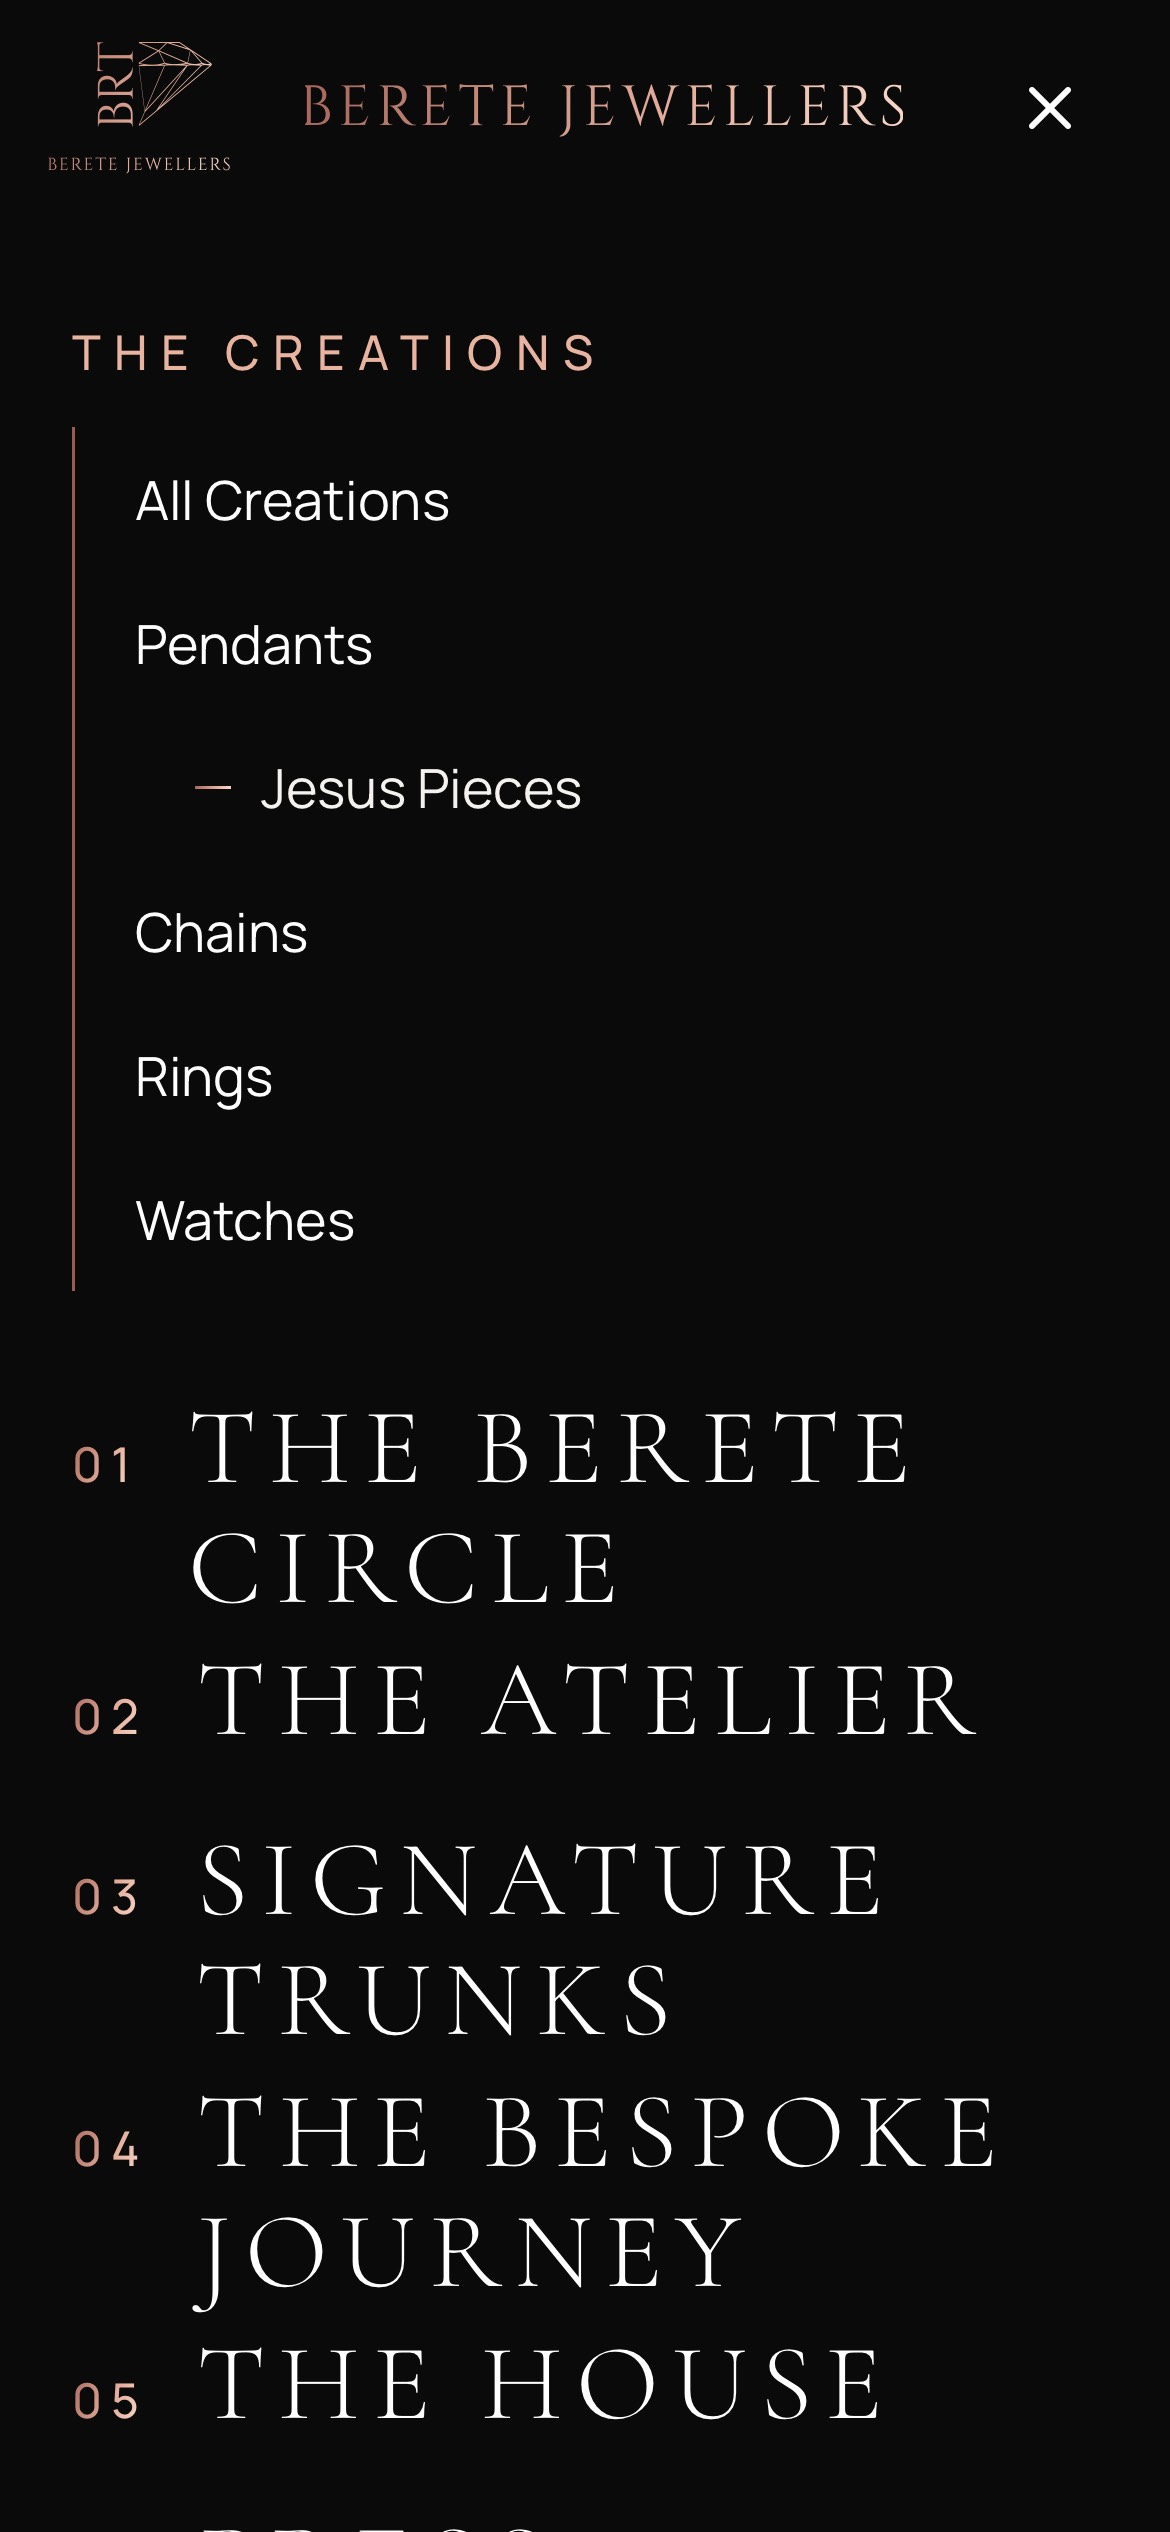 BRT
BERETE JEWELLERS
BERETE JEWELLERS
THE CREATIONS
All Creations
Pendants
Jesus Pieces
Chains
Rings
Watches
01 THE BERETE
CIRCLE
02 THE ATELIER
03 SIGNATURE
TRUNKS
04 THE BESPOKE
JOURNEY
05 THE HOUSE